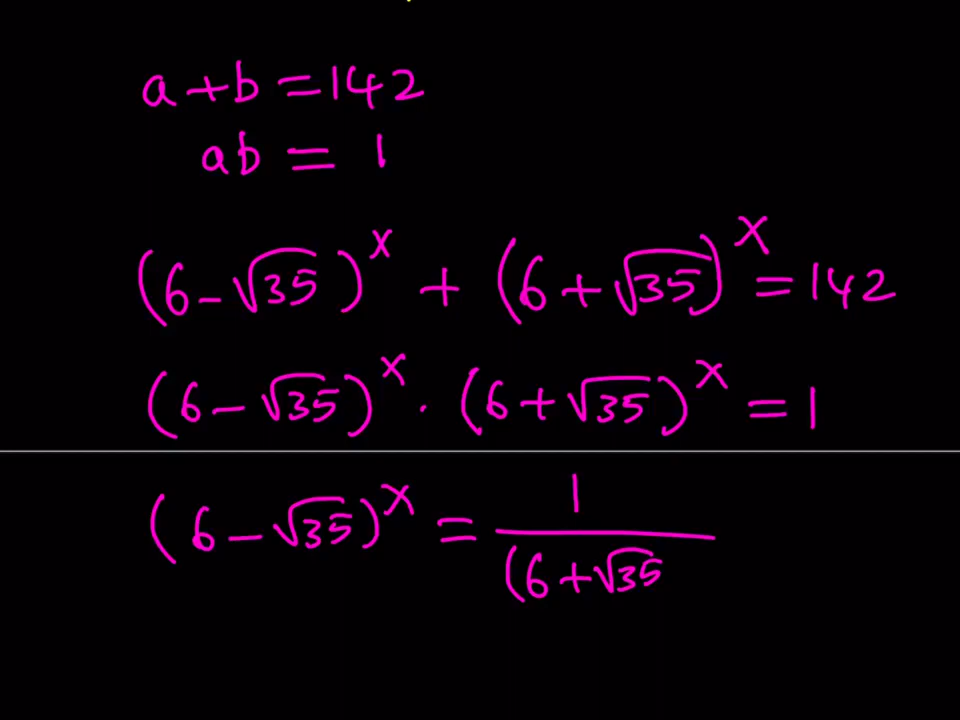 a + b = 142
ab = 1
(6 - √35)^x + (6 + √35)^x = 142
(6 - √35)^x · (6 + √35)^x = 1
(6 - √35)^x = 1 / (6 + √35